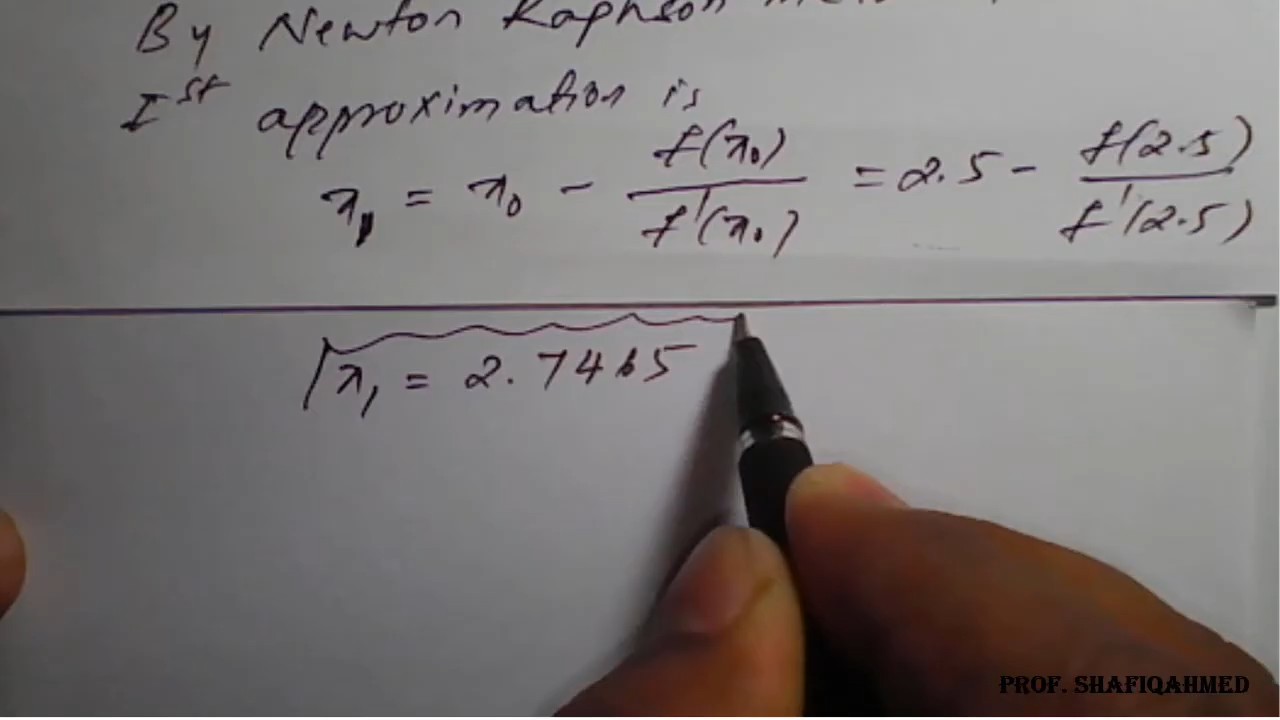 By Newton Raphson
Ist approximation is
x₁ = x₀ - f(x₀)/f'(x₀) = 2.5 - f(2.5)/f'(2.5)
x₁ = 2.7465
PROF. SHAFIQAHMED